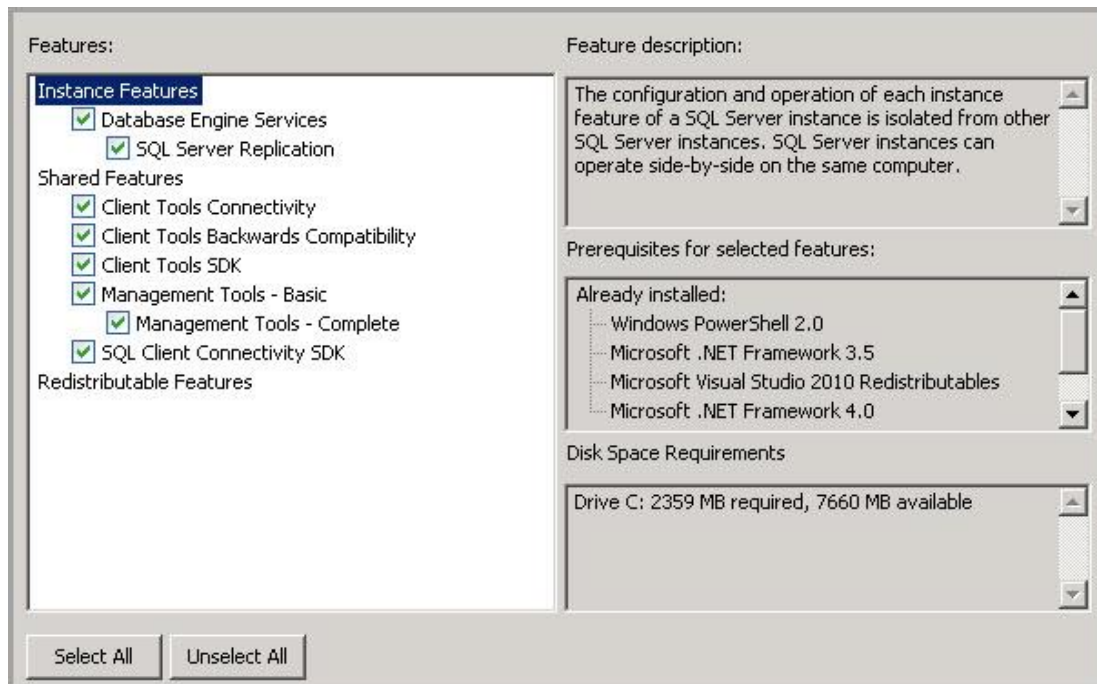 Features:
Instance Features
Database Engine Services
SQL Server Replication
Shared Features
Client Tools Connectivity
Client Tools Backwards Compatibility
Client Tools SDK
Management Tools - Basic
Management Tools - Complete
SQL Client Connectivity SDK
Redistributable Features
Select All
Unselect All
Feature description:
The configuration and operation of each instance
feature of a SQL Server instance is isolated from other
SQL Server instances. SQL Server instances can
operate side-by-side on the same computer.
Prerequisites for selected features:
Already installed:
Windows PowerShell 2.0
Microsoft .NET Framework 3.5
Microsoft Visual Studio 2010 Redistributables
Microsoft .NET Framework 4.0
Disk Space Requirements
Drive C: 2359 MB required, 7660 MB available